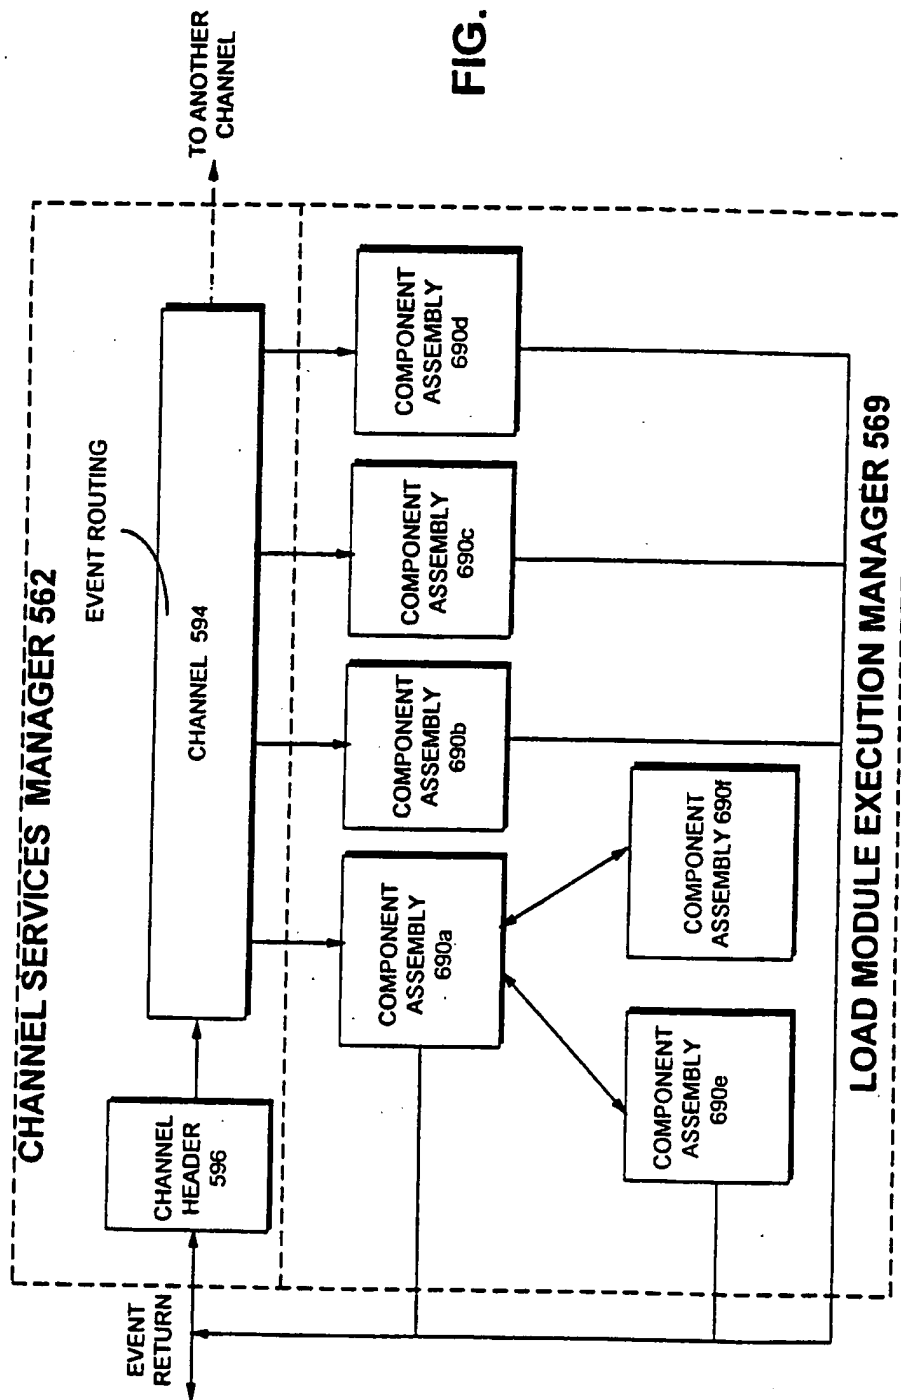 CHANNEL SERVICES MANAGER 562
EVENT ROUTING
TO ANOTHER
CHANNEL
CHANNEL
HEADER
596
CHANNEL 594
EVENT
RETURN
COMPONENT
ASSEMBLY
690a
COMPONENT
ASSEMBLY
690b
COMPONENT
ASSEMBLY
690c
COMPONENT
ASSEMBLY
690d
COMPONENT
ASSEMBLY
690e
COMPONENT
ASSEMBLY 690f
LOAD MODULE EXECUTION MANAGER 569
FIG.